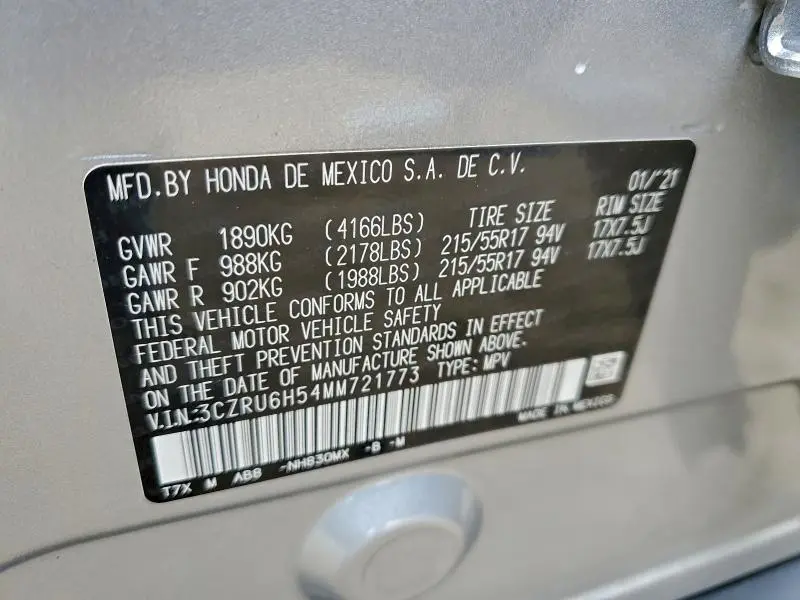 MFD.BY HONDA DE MEXICO S.A. DE C.V. 01/'21
TIRE SIZE RIM SIZE
GVWR 1890KG (4166LBS)
GAWR F 988KG (2178LBS) 215/55R17 94V 17X7.5J
GAWR R 902KG (1988LBS) 215/55R17 94V 17X7.5J
THIS VEHICLE CONFORMS TO ALL APPLICABLE
FEDERAL MOTOR VEHICLE SAFETY
AND THEFT PREVENTION STANDARDS IN EFFECT
ON THE DATE OF MANUFACTURE SHOWN ABOVE.
V.I.N:3CZRU6H54MM721773 TYPE: MPV
MADE IN MEXICO
T7X M AB8 -NH830MX -B -M